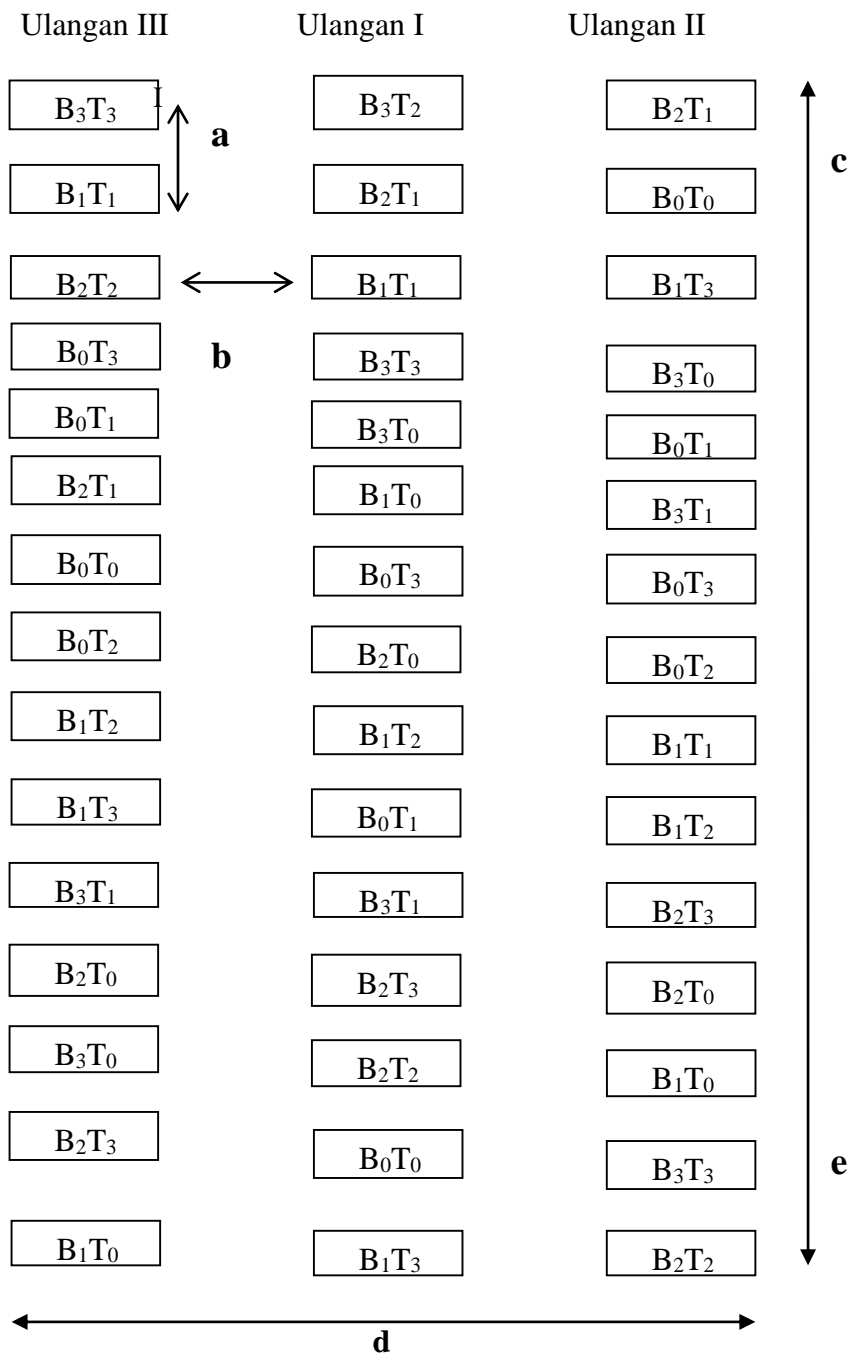 Ulangan III Ulangan I Ulangan II
B₃T₃ I B₃T₂ B₂T₁
a
c
B₁T₁ B₂T₁ B₀T₀
B₂T₂ B₁T₁ B₁T₃
B₀T₃ b B₃T₃ B₃T₀
B₀T₁ B₃T₀ B₀T₁
B₂T₁ B₁T₀ B₃T₁
B₀T₀ B₀T₃ B₀T₃
B₀T₂ B₂T₀ B₀T₂
B₁T₂ B₁T₂ B₁T₁
B₁T₃ B₀T₁ B₁T₂
B₃T₁ B₃T₁ B₂T₃
B₂T₀ B₂T₃ B₂T₀
B₃T₀ B₂T₂ B₁T₀
B₂T₃ B₀T₀ B₃T₃ e
B₁T₀ B₁T₃ B₂T₂
d